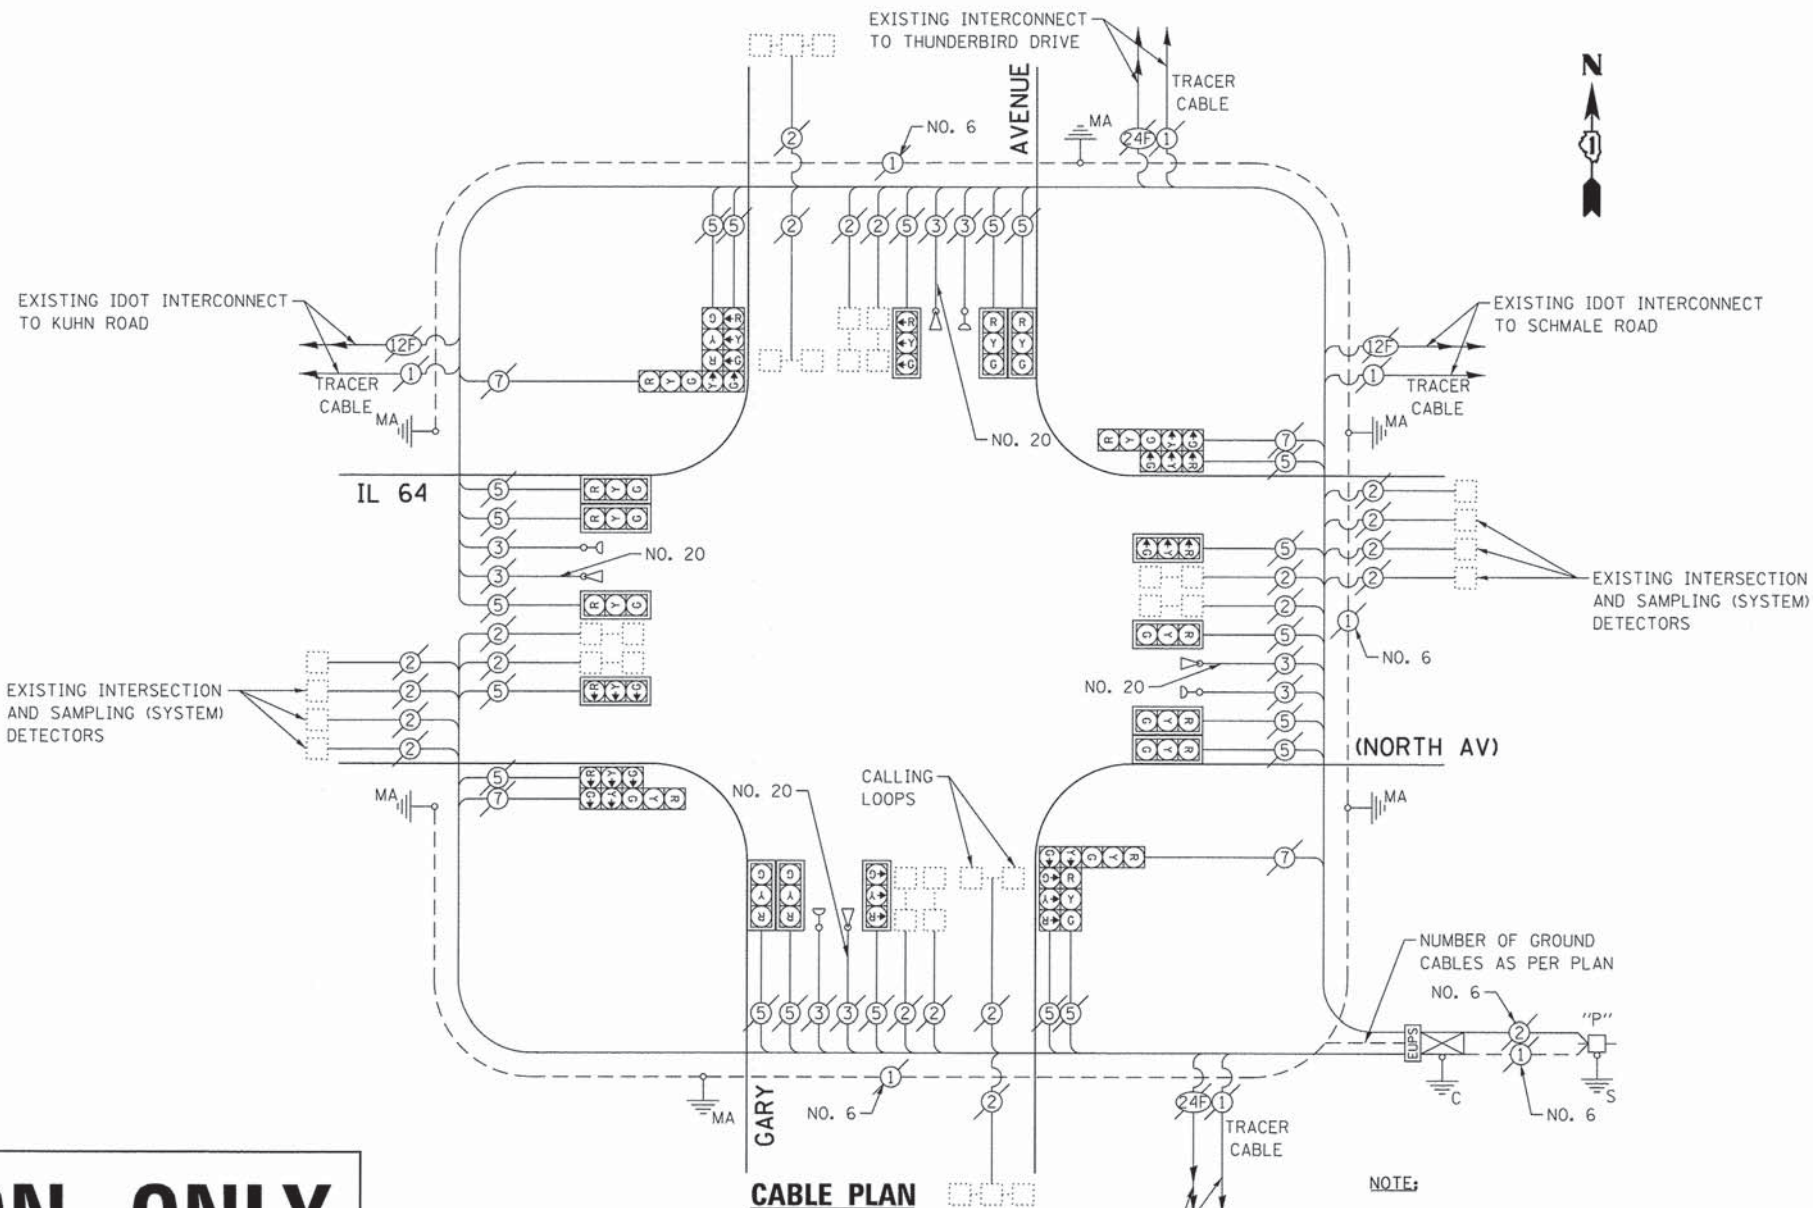 EXISTING INTERCONNECT
TO THUNDERBIRD DRIVE
TRACER
CABLE
N
1
AVENUE
MA
24F 1
NO. 6
2
1
5 5 2 2 2 5 3 3 5 5
EXISTING IDOT INTERCONNECT
TO KUHN ROAD
12F
1
TRACER
CABLE
MA
7
G R
Y Y
R G
R Y G Y G
R
Y
G
R R
Y Y
G G
NO. 20
EXISTING IDOT INTERCONNECT
TO SCHMALE ROAD
12F
1
TRACER
CABLE
MA
R Y G Y G 7
G Y R 5
IL 64
5 R Y G
5 R Y G
3
3 NO. 20
5 R Y G
2
2 2
2 5 R Y G
2
2
EXISTING INTERSECTION
AND SAMPLING (SYSTEM)
DETECTORS
2
2
G Y R 5 2
2 2
2
G Y R 5
3
NO. 20 3
G Y R 5
G Y R 5
1
NO. 6
EXISTING INTERSECTION
AND SAMPLING (SYSTEM)
DETECTORS
(NORTH AV)
MA
5 R Y G
7 G Y G Y R
MA
NO. 20
CALLING
LOOPS
G Y G Y R 7
G R
Y Y
R G
G G
Y Y
R R
G
Y
R
5 5 3 3 5 2 2 2 5 5
NUMBER OF GROUND
CABLES AS PER PLAN
NO. 6
2
"P"
EUPS
1
C
S
NO. 6
MA
GARY
NO. 6
1
2
24F 1
TRACER
CABLE
CABLE PLAN
NOTE:
ON ONLY